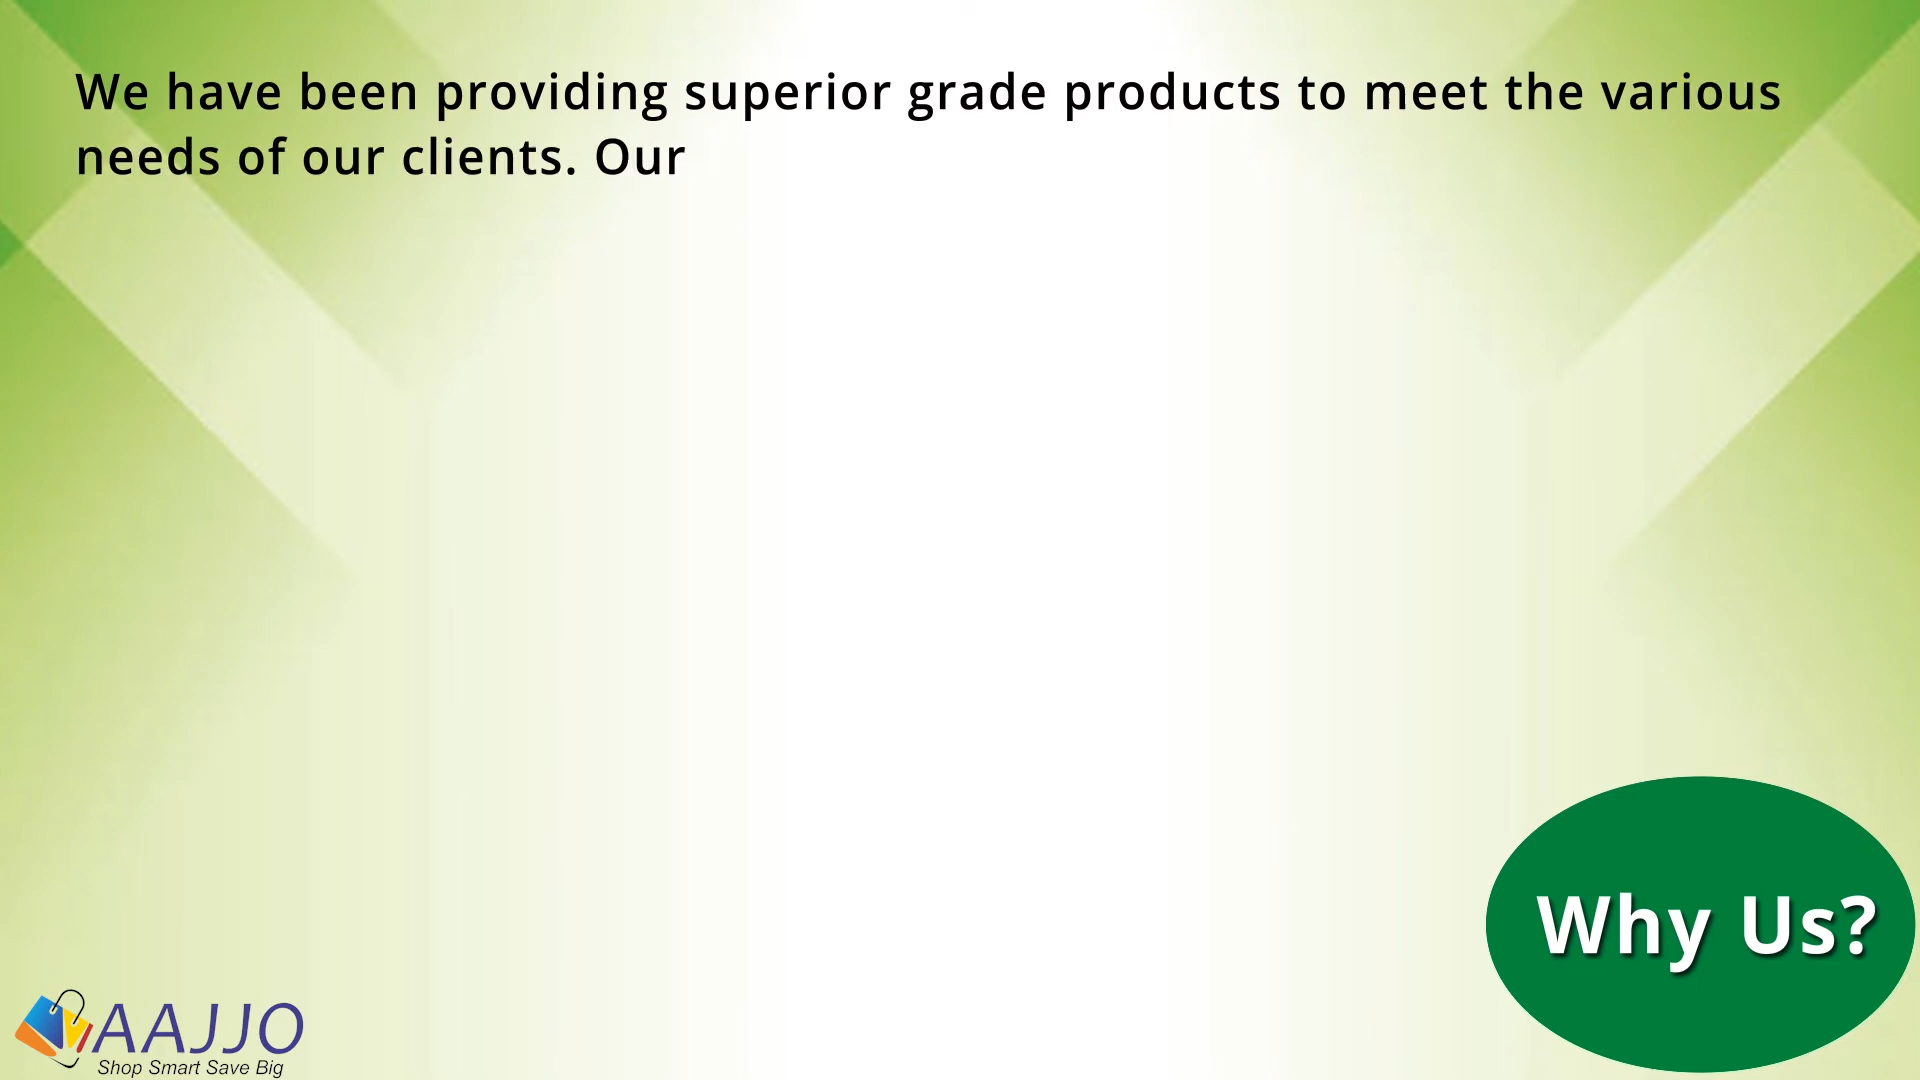 We have been providing superior grade products to meet the various
needs of our clients. Our
Why Us?
AAJJO
Shop Smart Save Big